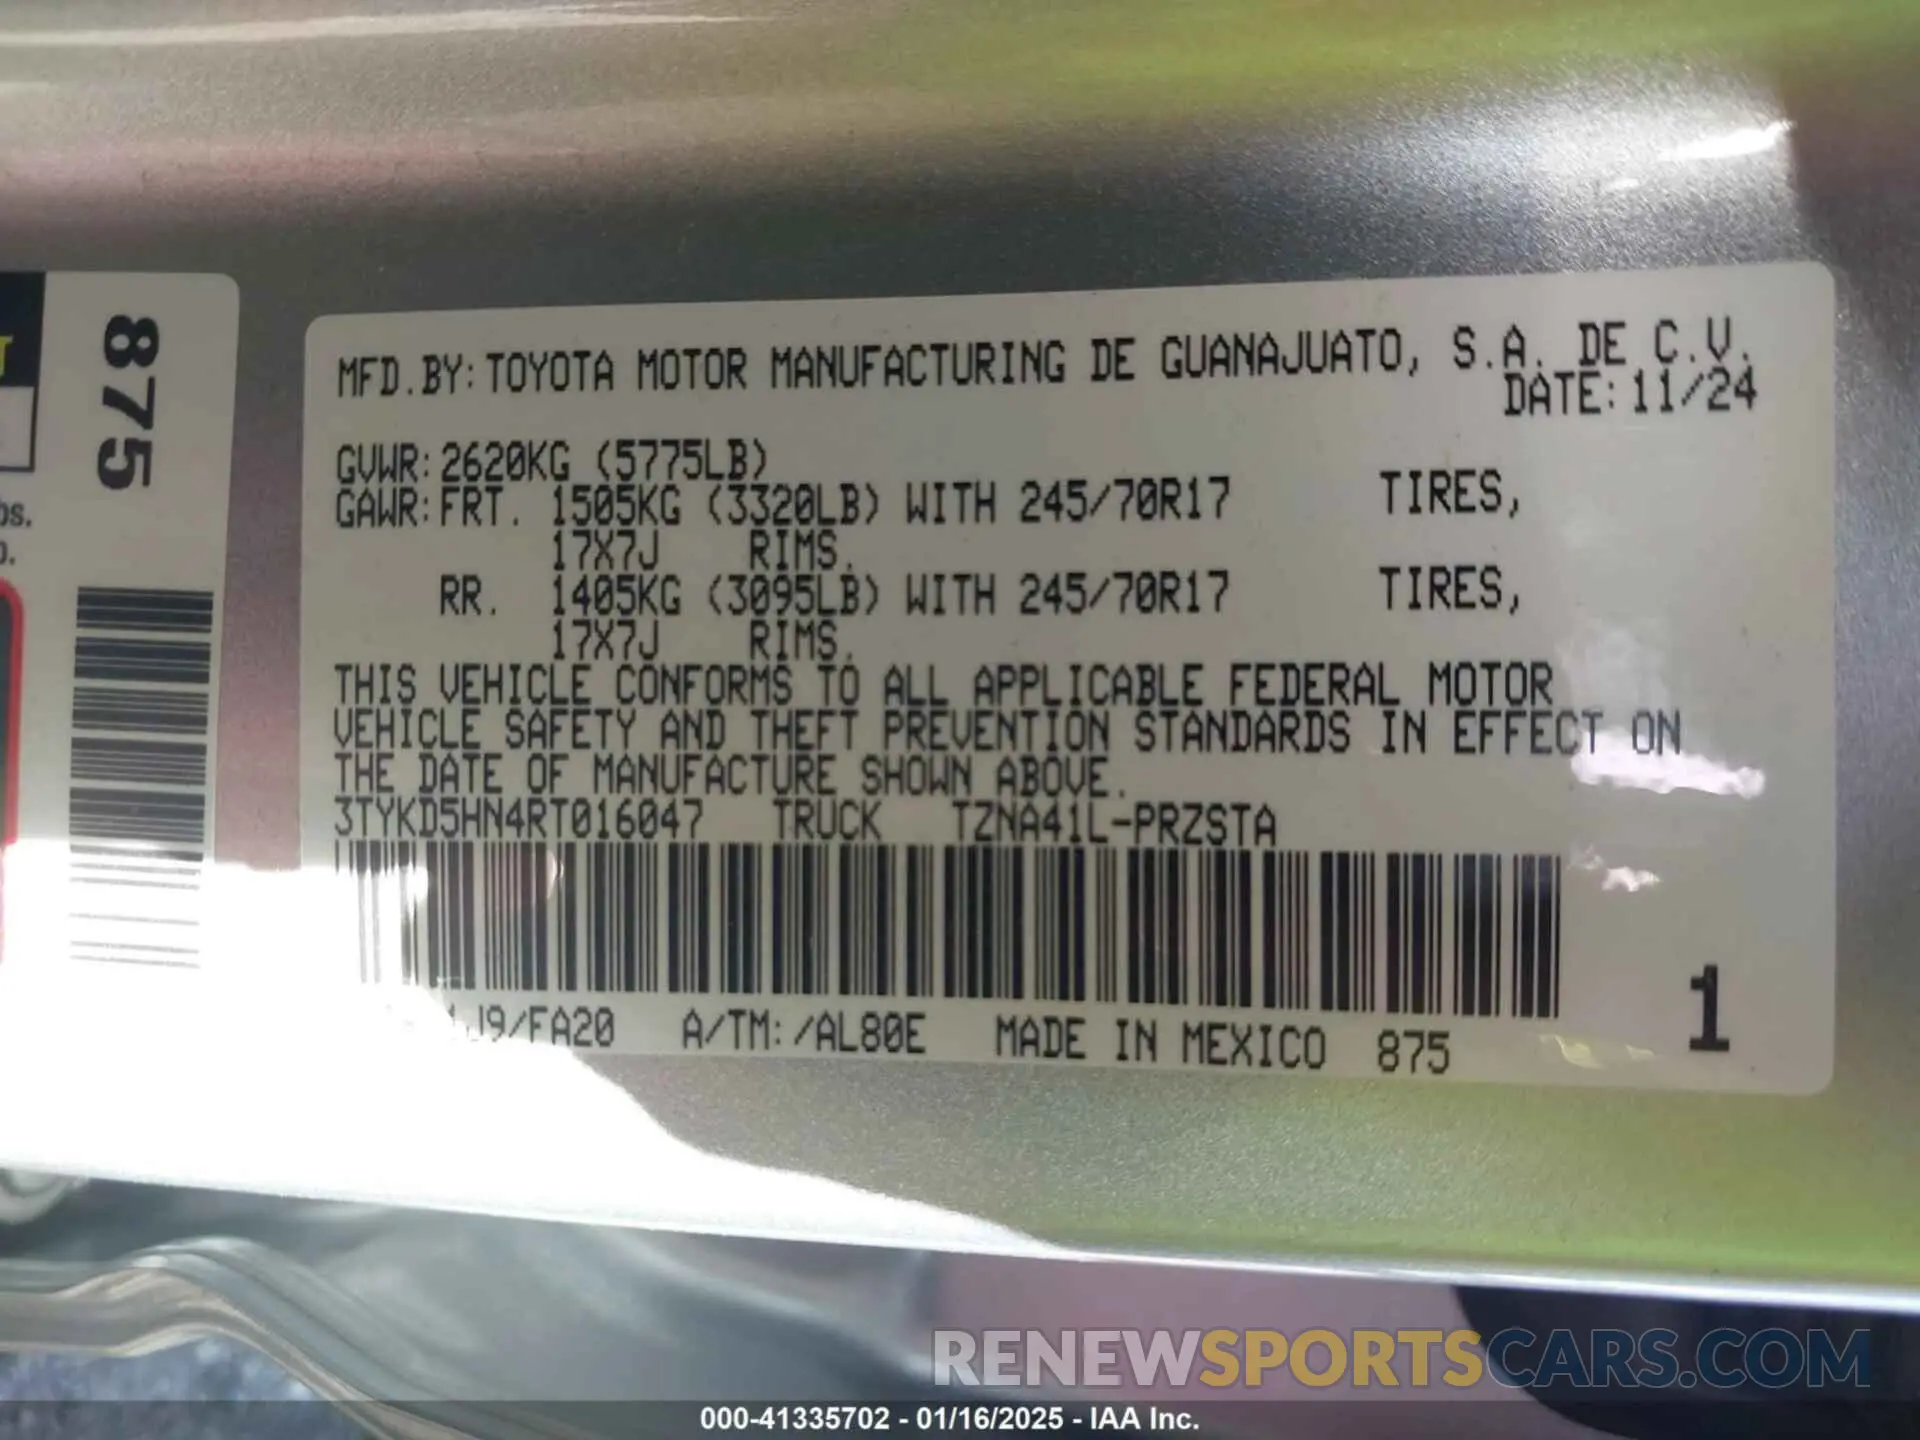 MFD.BY:TOYOTA MOTOR MANUFACTURING DE GUANAJUATO, S.A. DE C.V.
DATE:11/24
GVWR:2620KG (5775LB)
GAWR:FRT. 1505KG (3320LB) WITH 245/70R17 TIRES,
17X7J RIMS.
RR. 1405KG (3095LB) WITH 245/70R17 TIRES,
17X7J RIMS.
THIS VEHICLE CONFORMS TO ALL APPLICABLE FEDERAL MOTOR
VEHICLE SAFETY AND THEFT PREVENTION STANDARDS IN EFFECT ON
THE DATE OF MANUFACTURE SHOWN ABOVE.
3TYKD5HN4RT016047 TRUCK TZNA41L-PRZSTA
J9/FA20 A/TM:/AL80E MADE IN MEXICO 875
1
875
RENEWSPORTSCARS.COM
000-41335702 - 01/16/2025 - IAA Inc.